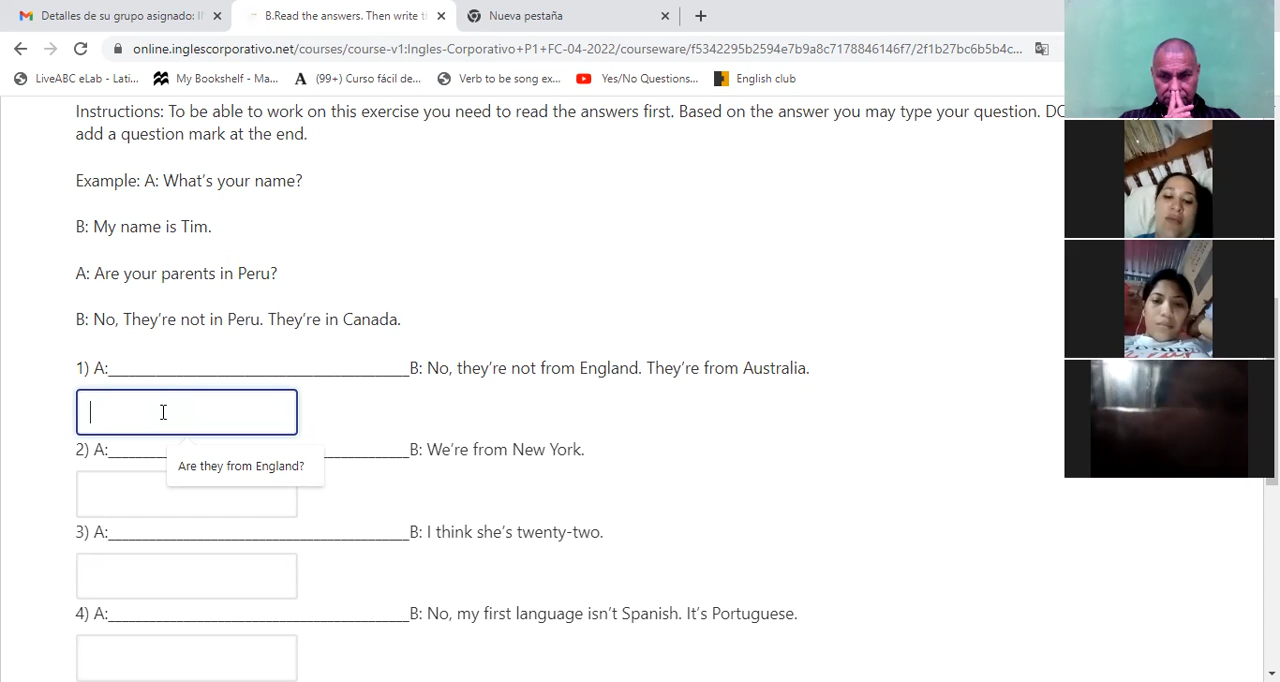 Detalles de su grupo asignado: I
B.Read the answers. Then write t
Nueva pestaña
online.inglescorporativo.net/courses/course-v1:Ingles-Corporativo+P1+FC-04-2022/courseware/f5342295b2594e7b9a8c7178846146f7/2f1b27bc6b5b4c...
LiveABC eLab - Lati...
My Bookshelf - Ma...
(99+) Curso fácil de...
Verb to be song ex...
Yes/No Questions...
English club
Instructions: To be able to work on this exercise you need to read the answers first. Based on the answer you may type your question. DO
add a question mark at the end.
Example: A: What's your name?
B: My name is Tim.
A: Are your parents in Peru?
B: No, They're not in Peru. They're in Canada.
1) A:___________________________________B: No, they're not from England. They're from Australia.
2) A:___________________________________B: We're from New York.
Are they from England?
3) A:___________________________________B: I think she's twenty-two.
4) A:___________________________________B: No, my first language isn't Spanish. It's Portuguese.